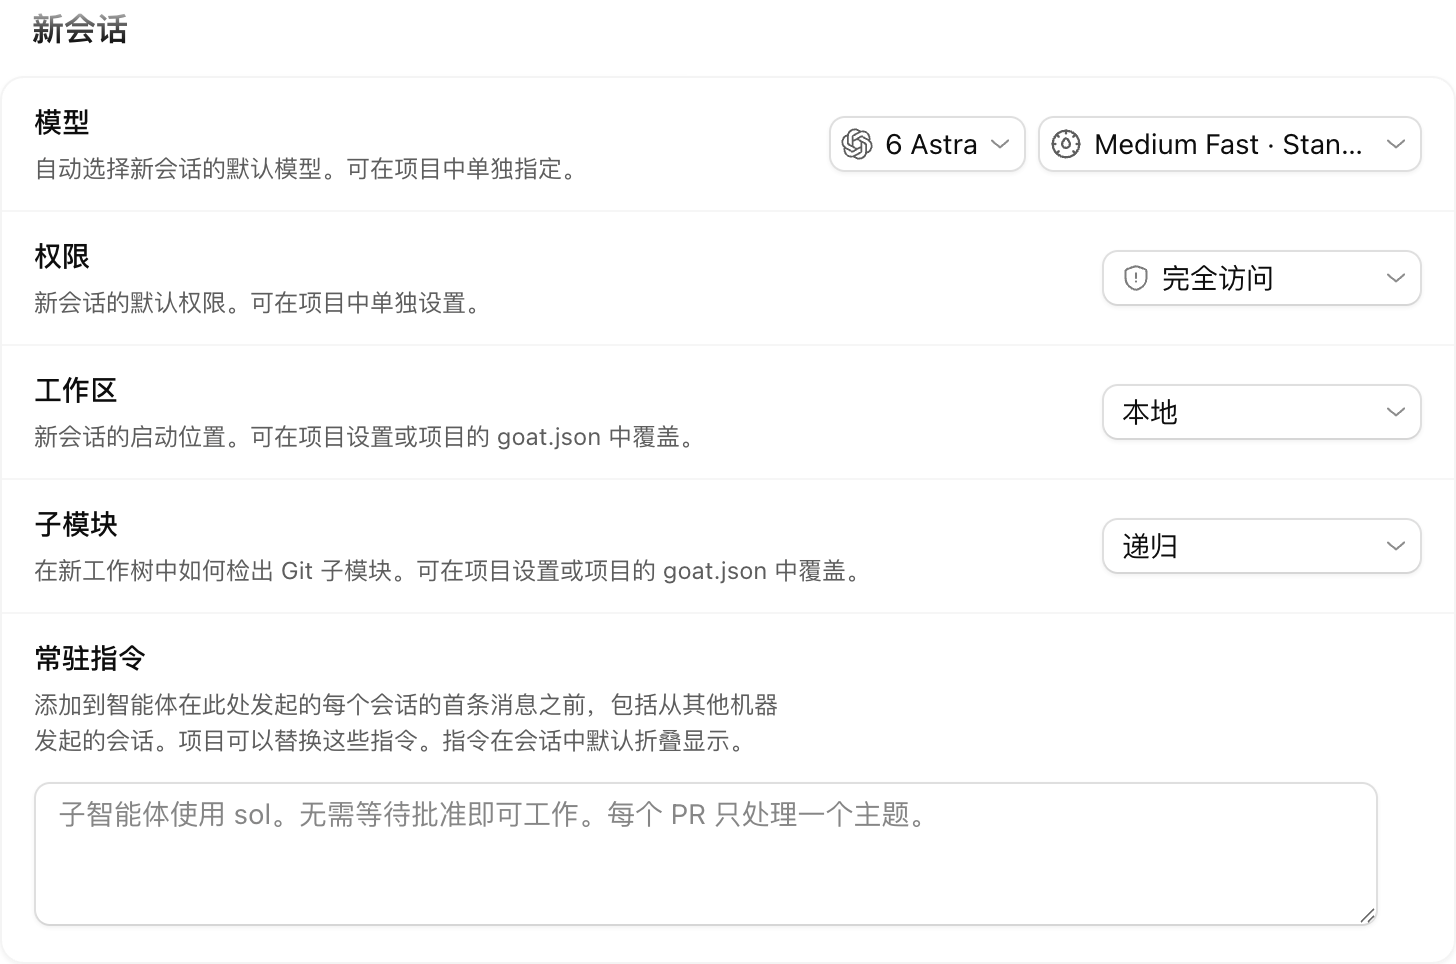 新会话
模型
自动选择新会话的默认模型。可在项目中单独指定。
6 Astra
Medium Fast · Stan...
权限
新会话的默认权限。可在项目中单独设置。
完全访问
工作区
新会话的启动位置。可在项目设置或项目的 goat.json 中覆盖。
本地
子模块
在新工作树中如何检出 Git 子模块。可在项目设置或项目的 goat.json 中覆盖。
递归
常驻指令
添加到智能体在此处发起的每个会话的首条消息之前，包括从其他机器
发起的会话。项目可以替换这些指令。指令在会话中默认折叠显示。
子智能体使用 sol。无需等待批准即可工作。每个 PR 只处理一个主题。